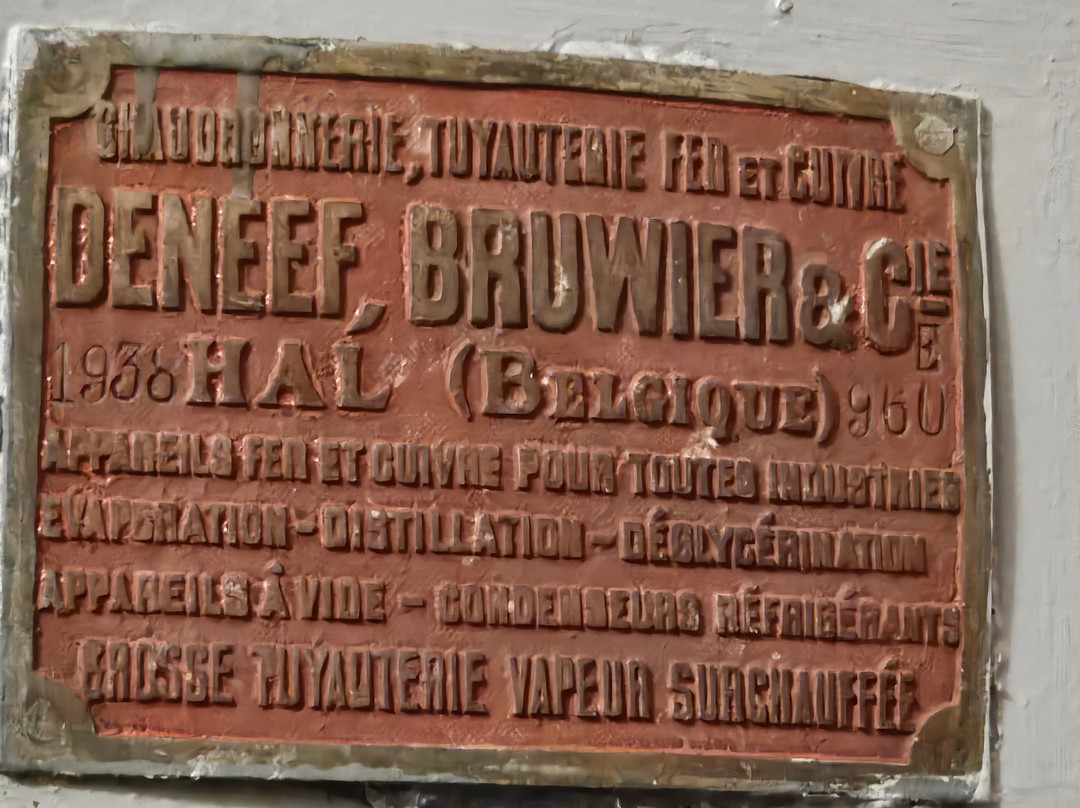 CHAUDRONNERIE, TUYAUTERIE FER ET CUIVRE
DENEEF, BRUWIER & CIE
E
1938 HAL (BELGIQUE) 960
APPAREILS FER ET CUIVRE POUR TOUTES INDUSTRIES
EVAPORATION - DISTILLATION - DÉGLYCÉRINATION
APPAREILS À VIDE - CONDENSEURS RÉFRIGÉRANTS
GROSSE TUYAUTERIE VAPEUR SURCHAUFFÉE